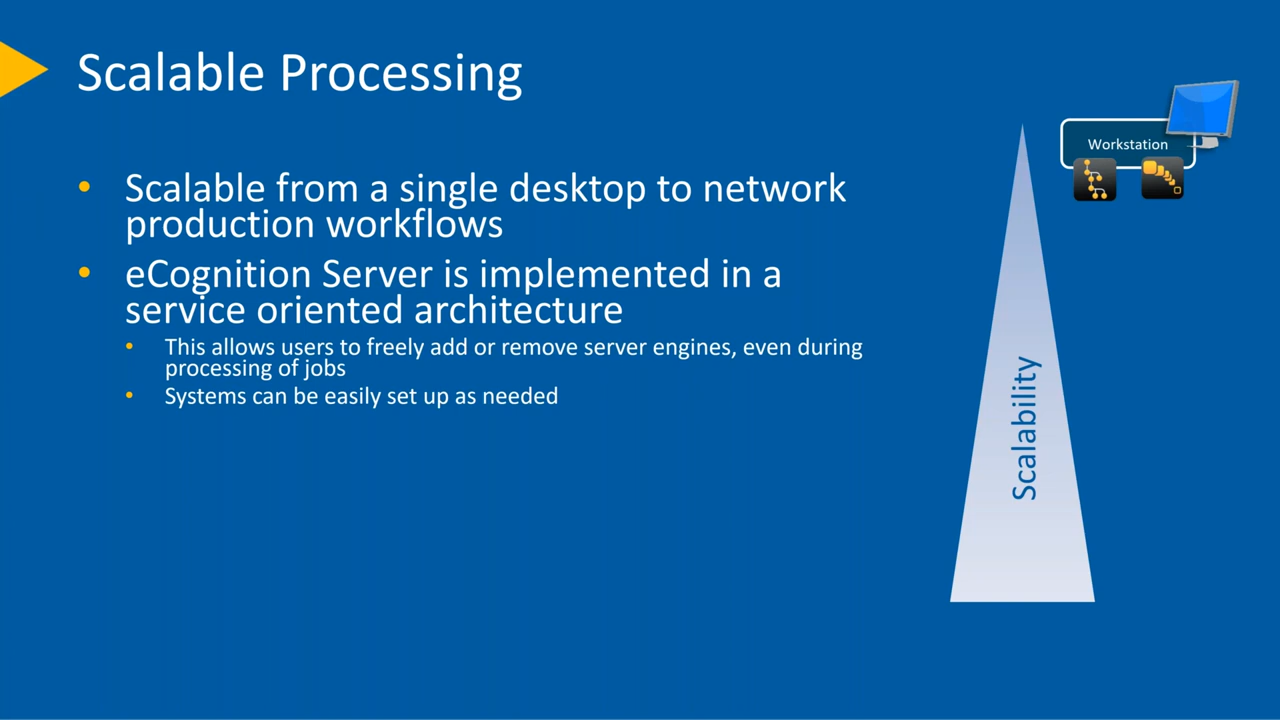 Scalable Processing
Workstation
• Scalable from a single desktop to network
production workflows
• eCognition Server is implemented in a
service oriented architecture
• This allows users to freely add or remove server engines, even during
processing of jobs
• Systems can be easily set up as needed
Scalability